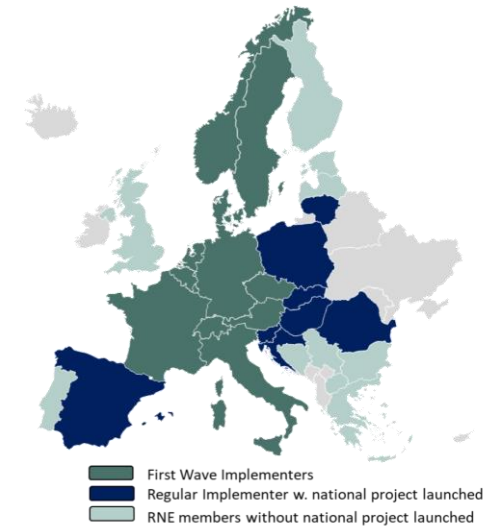 First Wave Implementers
Regular Implementer w. national project launched
RNE members without national project launched